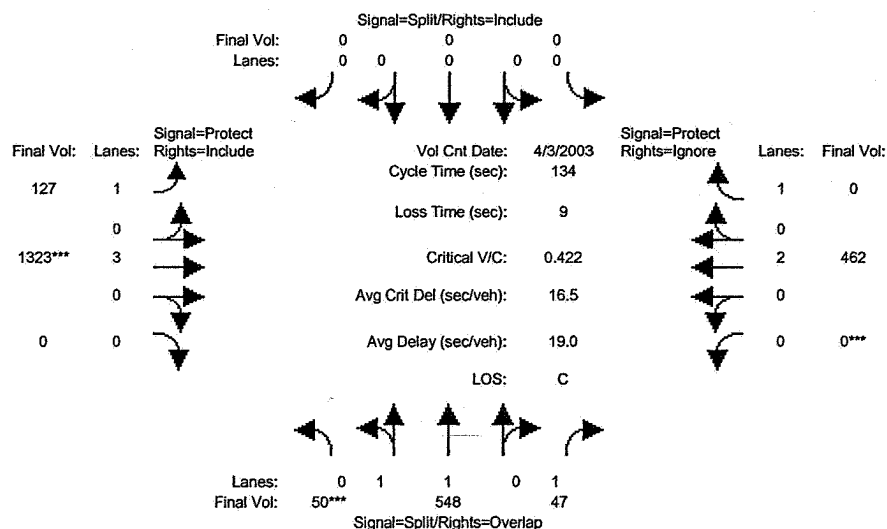 Signal=Split/Rights=Include
Final Vol: 0 0 0
Lanes: 0 0 0 0 0
Signal=Protect
Final Vol: Lanes: Rights=Include
Vol Cnt Date: 4/3/2003
Signal=Protect
Rights=Ignore Lanes: Final Vol:
Cycle Time (sec): 134
127 1
1 0
Loss Time (sec): 9
0
0
1323*** 3
Critical V/C: 0.422
2 462
0
Avg Crit Del (sec/veh): 16.5
0
0 0
Avg Delay (sec/veh): 19.0
0 0***
LOS: C
Lanes: 0 1 1 0 1
Final Vol: 50*** 548 47
Signal=Split/Rights=Overlap